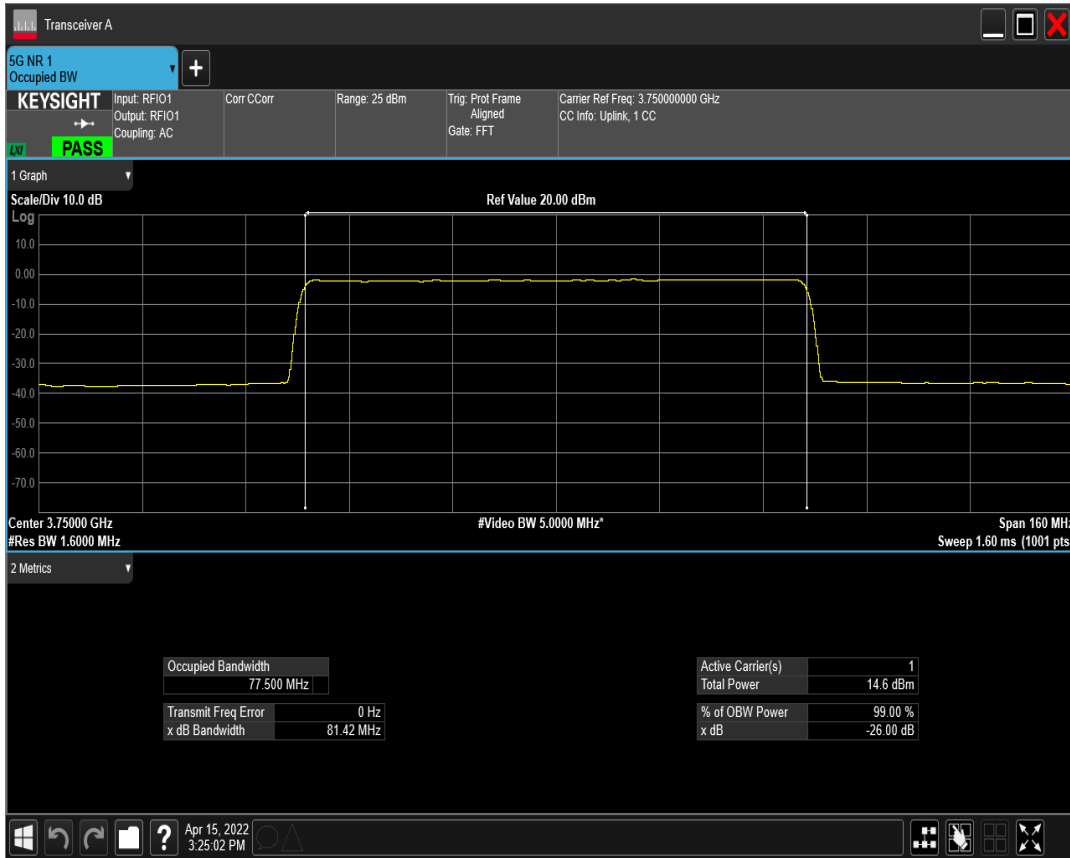 Transceiver A
5G NR 1
Occupied BW
+
KEYSIGHT
LXI
PASS
Input: RFIO1
Output: RFIO1
Coupling: AC
Corr CCorr
Range: 25 dBm
Trig: Prot Frame
Aligned
Gate: FFT
Carrier Ref Freq: 3.750000000 GHz
CC Info: Uplink, 1 CC
1 Graph
Scale/Div 10.0 dB
Ref Value 20.00 dBm
Log
10.0
0.00
-10.0
-20.0
-30.0
-40.0
-50.0
-60.0
-70.0
Center 3.75000 GHz
#Video BW 5.0000 MHz*
Span 160 MHz
#Res BW 1.6000 MHz
Sweep 1.60 ms (1001 pts
2 Metrics
Occupied Bandwidth
77.500 MHz
Transmit Freq Error 0 Hz
x dB Bandwidth 81.42 MHz
Active Carrier(s) 1
Total Power 14.6 dBm
% of OBW Power 99.00 %
x dB -26.00 dB
?
Apr 15, 2022
3:25:02 PM